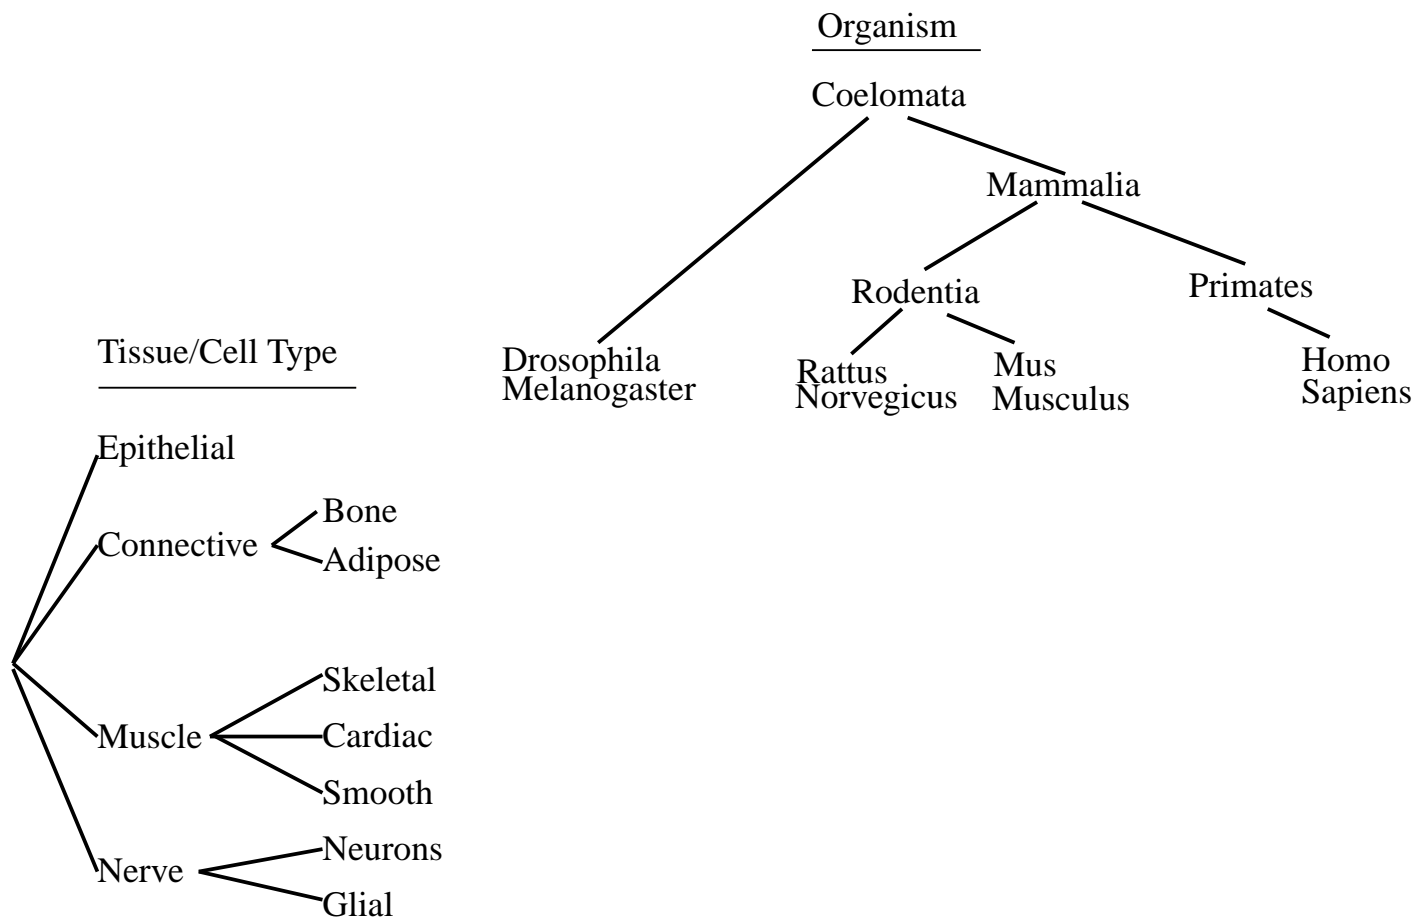 Organism
Coelomata
Mammalia
Rodentia
Primates
Drosophila
Melanogaster
Rattus
Norvegicus
Mus
Musculus
Homo
Sapiens
Tissue/Cell Type
Epithelial
Connective
Bone
Adipose
Muscle
Skeletal
Cardiac
Smooth
Nerve
Neurons
Glial